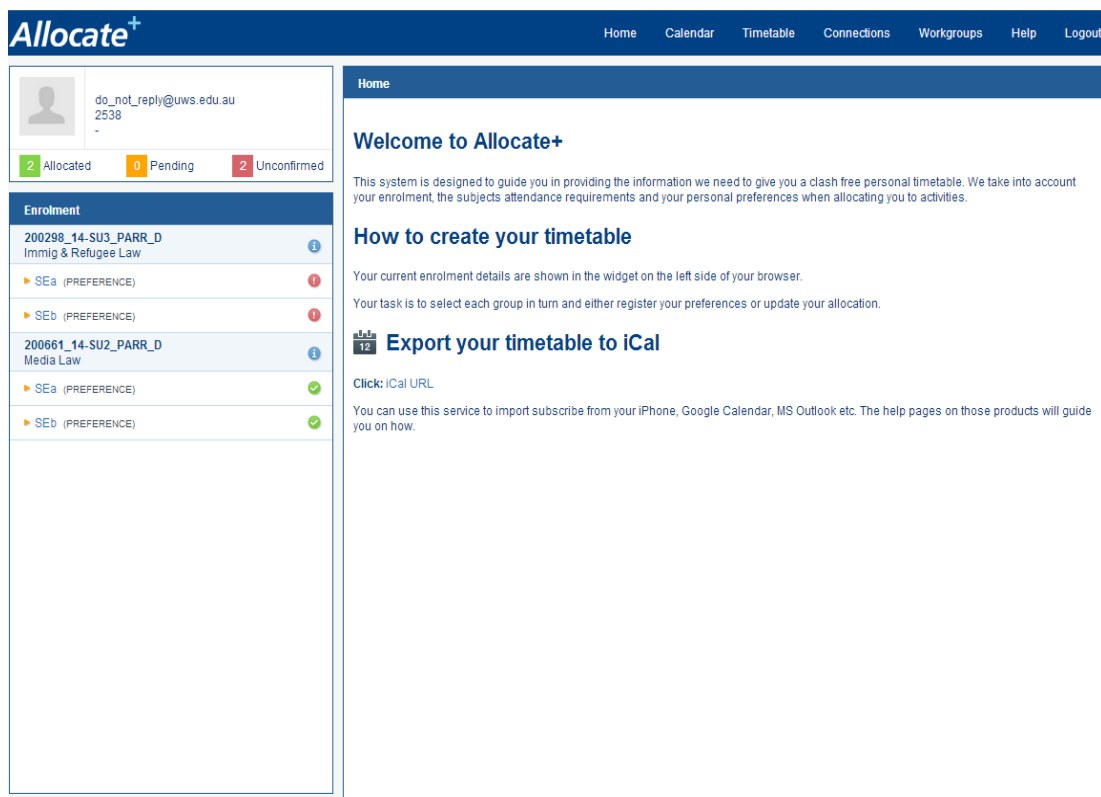 Allocate+
Home Calendar Timetable Connections Workgroups Help Logout
do_not_reply@uws.edu.au
2538
-
2 Allocated 0 Pending 2 Unconfirmed
Enrolment
200298_14-SU3_PARR_D
Immig & Refugee Law
SEa (PREFERENCE)
SEb (PREFERENCE)
200661_14-SU2_PARR_D
Media Law
SEa (PREFERENCE)
SEb (PREFERENCE)
Home
Welcome to Allocate+
This system is designed to guide you in providing the information we need to give you a clash free personal timetable. We take into account
your enrolment, the subjects attendance requirements and your personal preferences when allocating you to activities.
How to create your timetable
Your current enrolment details are shown in the widget on the left side of your browser.
Your task is to select each group in turn and either register your preferences or update your allocation.
12 Export your timetable to iCal
Click: iCal URL
You can use this service to import subscribe from your iPhone, Google Calendar, MS Outlook etc. The help pages on those products will guide
you on how.